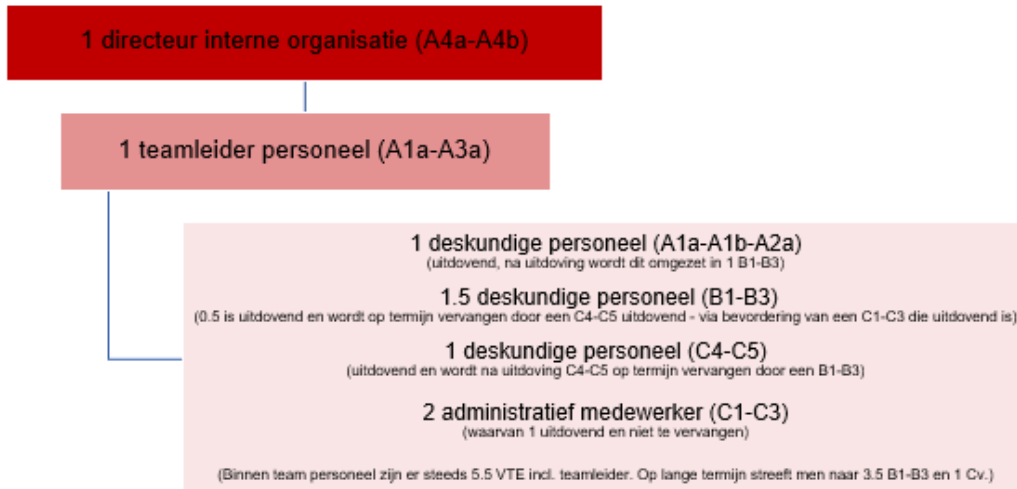 1 directeur interne organisatie (A4a-A4b)
1 teamleider personeel (A1a-A3a)
1 deskundige personeel (A1a-A1b-A2a)
(uitdovend, na uitdoving wordt dit omgezet in 1 B1-B3)
1.5 deskundige personeel (B1-B3)
(0.5 is uitdovend en wordt op termijn vervangen door een C4-C5 uitdovend - via bevordering van een C1-C3 die uitdovend is)
1 deskundige personeel (C4-C5)
(uitdovend en wordt na uitdoving C4-C5 op termijn vervangen door een B1-B3)
2 administratief medewerker (C1-C3)
(waarvan 1 uitdovend en niet te vervangen)
(Binnen team personeel zijn er steeds 5.5 VTE incl. teamleider. Op lange termijn streeft men naar 3.5 B1-B3 en 1 Cv.)